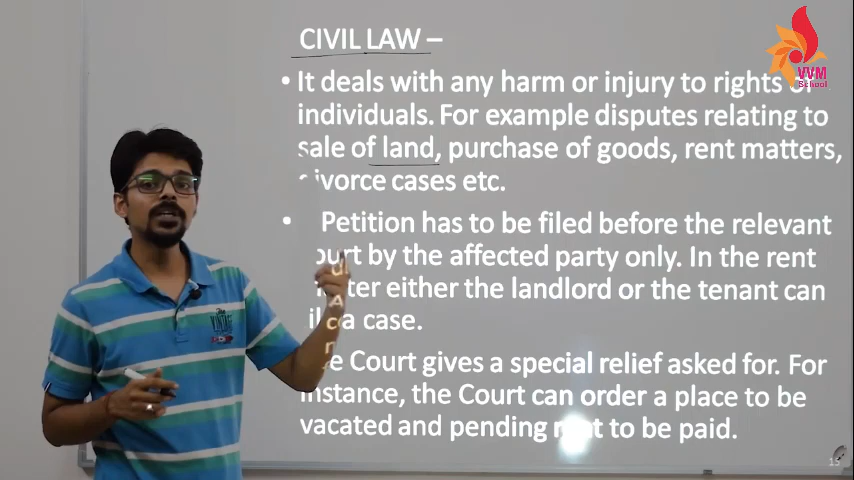 CIVIL LAW –
• It deals with any harm or injury to rights of
individuals. For example disputes relating to
sale of land, purchase of goods, rent matters,
divorce cases etc.
• Petition has to be filed before the relevant
court by the affected party only. In the rent
matter either the landlord or the tenant can
file a case.
The Court gives a special relief asked for. For
instance, the Court can order a place to be
vacated and pending rent to be paid.
VVM
School
The
VINTAGE